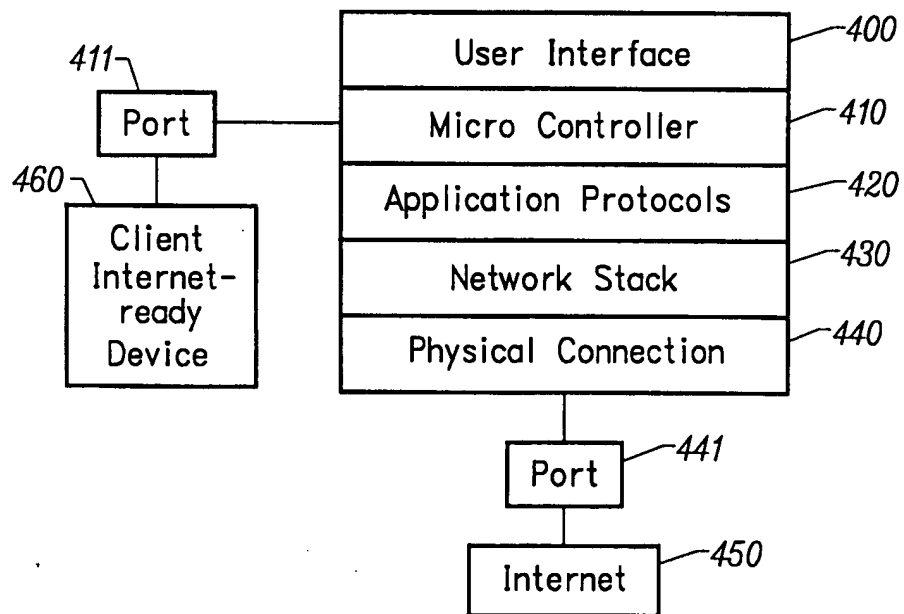 400
User Interface
411
Port
Micro Controller
410
460
Application Protocols
420
Client
Internet-
ready
Device
Network Stack
430
Physical Connection
440
Port
441
Internet
450